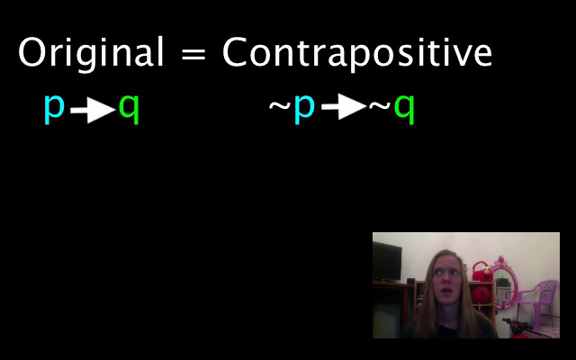 Original = Contrapositive
p→q ~p→~q